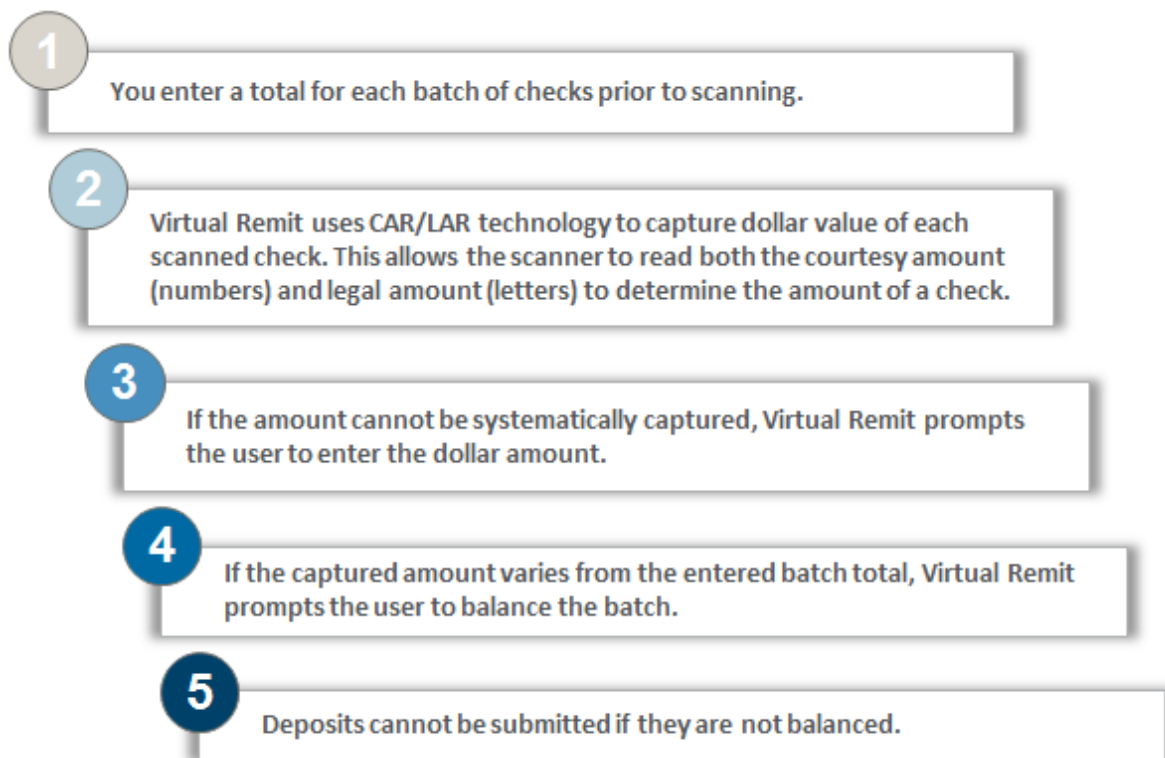 1
You enter a total for each batch of checks prior to scanning.
2
Virtual Remit uses CAR/LAR technology to capture dollar value of each
scanned check. This allows the scanner to read both the courtesy amount
(numbers) and legal amount (letters) to determine the amount of a check.
3
If the amount cannot be systematically captured, Virtual Remit prompts
the user to enter the dollar amount.
4
If the captured amount varies from the entered batch total, Virtual Remit
prompts the user to balance the batch.
5
Deposits cannot be submitted if they are not balanced.